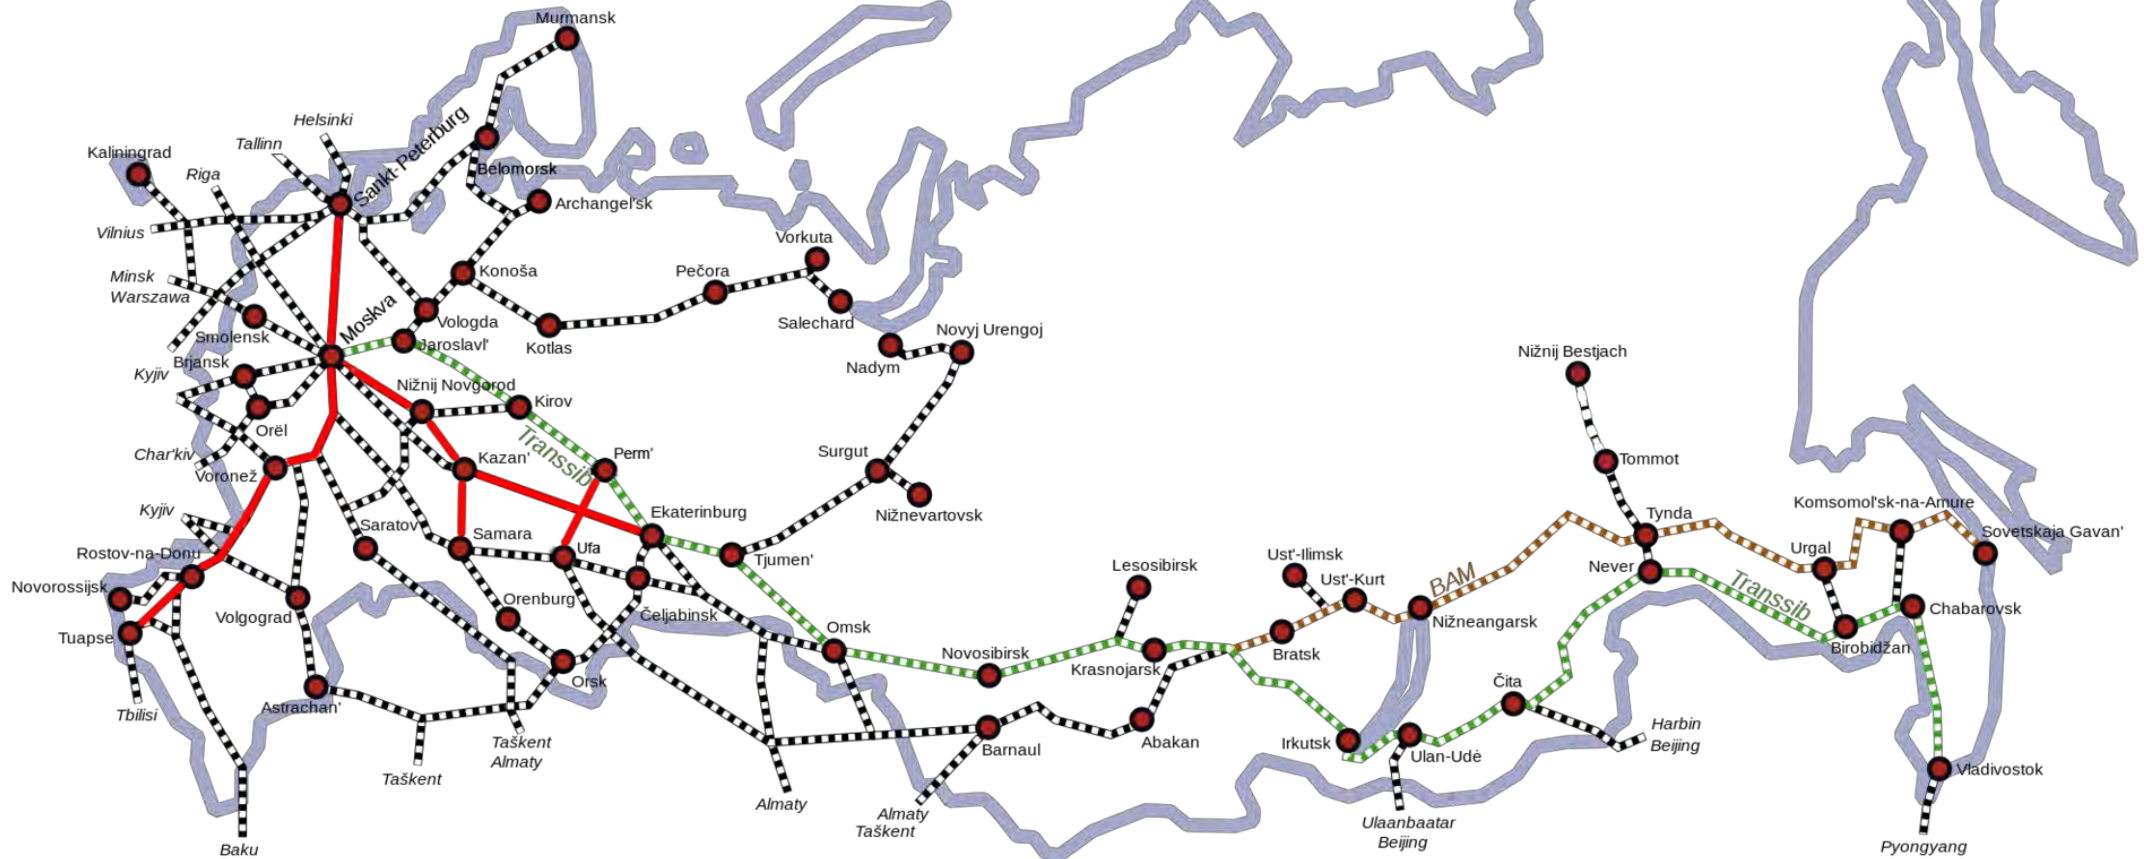 Murmansk
Helsinki
Tallinn
Sankt-Peterburg
Kaliningrad
Riga
Belomorsk
Archangel'sk
Vilnius
Vorkuta
Minsk
Warszawa
Konoša
Pečora
Moskva
Salechard
Novyj Urengoj
Smolensk
Vologda
Jaroslavl'
Kotlas
Nadym
Nižnij Bestjach
Brjansk
Kyjiv
Nižnij Novgorod
Kirov
Orël
Transsib
Char'kiv
Kazan'
Perm'
Surgut
Tommot
Voronež
Nižnevartovsk
Komsomol'sk-na-Amure
Kyjiv
Saratov
Ekaterinburg
Tynda
Sovetskaja Gavan'
Samara
Ufa
Rostov-na-Donu
Tjumen'
Ust'-Ilimsk
Urgal
Lesosibirsk
Never
Novorossijsk
Ust'-Kurt
BAM
Transsib
Orenburg
Volgograd
Čeljabinsk
Chabarovsk
Tuapse
Omsk
Nižneangarsk
Novosibirsk
Krasnojarsk
Bratsk
Birobidžan
Orsk
Čita
Astrachan'
Tbilisi
Harbin
Beijing
Taškent
Almaty
Barnaul
Abakan
Irkutsk
Ulan-Udė
Taškent
Vladivostok
Almaty
Almaty
Taškent
Ulaanbaatar
Beijing
Baku
Pyongyang